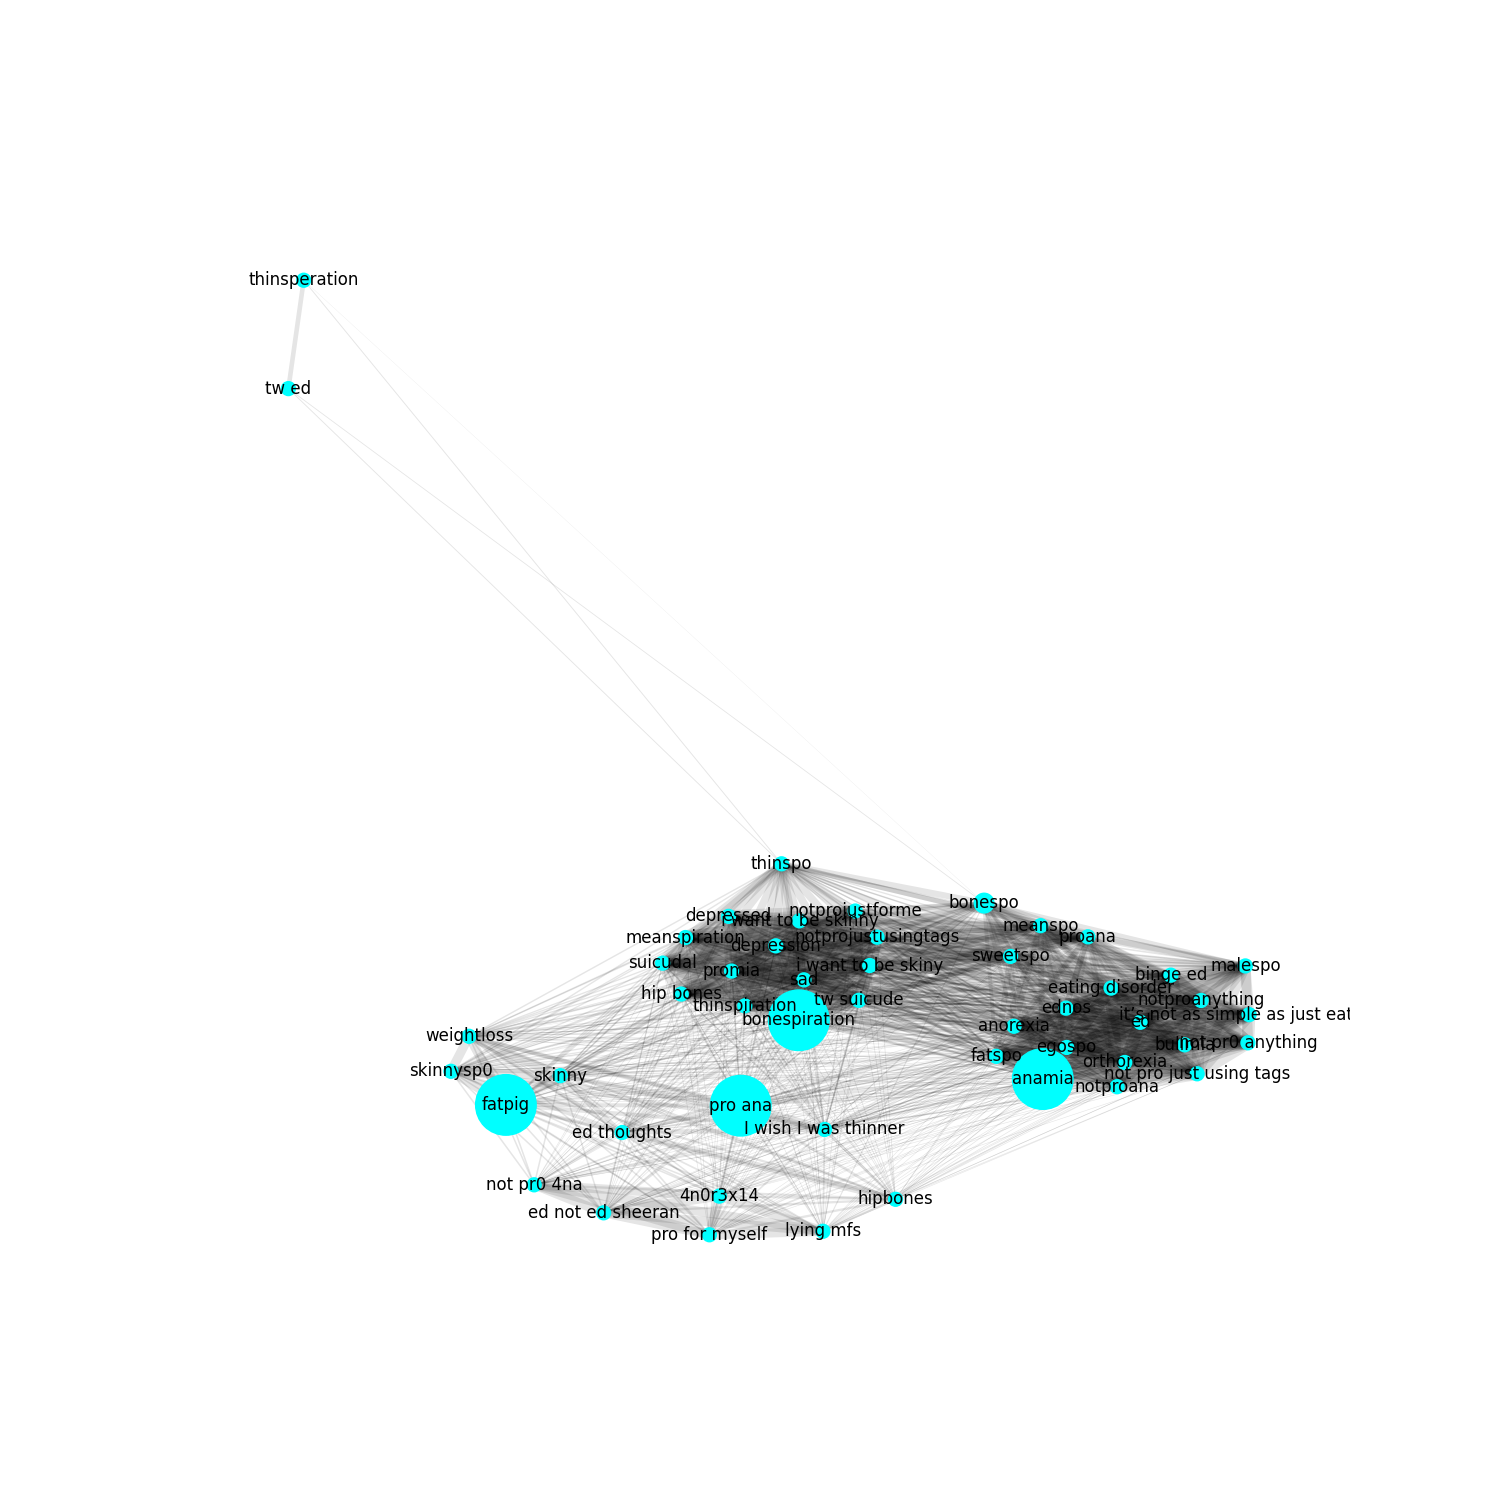 thinsperation
tw ed
thinspo
bonespo
notprojustforme
depressed
i want to be skinny
meanspo
meanspiration
notprojustusingtags
proana
depression
sweetspo
suicudal
i want to be skiny
malespo
promia
binge ed
sad
eating disorder
hip bones
tw suicude
notproanything
thinspiration
ednos
it's not as simple as just eat
bonespiration
ed
anorexia
weightloss
bulimia
not pr0 anything
egospo
fatspo
orthorexia
skinnysp0
skinny
not pro just using tags
anamia
notproana
fatpig
pro ana
I wish I was thinner
ed thoughts
not pr0 4na
4n0r3x14
hipbones
ed not ed sheeran
lying mfs
pro for myself